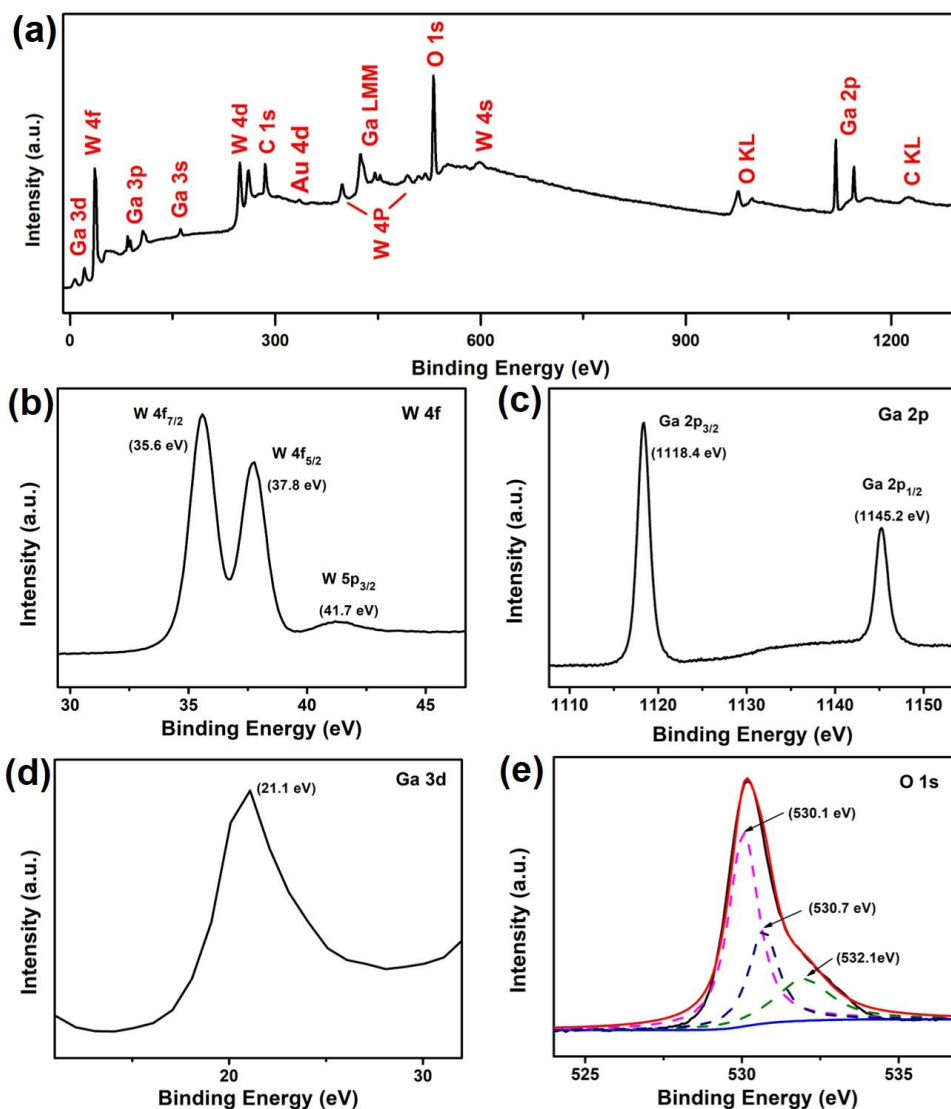 (a)
Intensity (a.u.)
Ga 3d
W 4f
Ga 3p
Ga 3s
W 4d
C 1s
Au 4d
Ga LMM
W 4P
O 1s
W 4s
O KL
Ga 2p
C KL
0 300 600 900 1200
Binding Energy (eV)
(b)
W 4f
W 4f7/2
(35.6 eV)
W 4f5/2
(37.8 eV)
W 5p3/2
(41.7 eV)
Intensity (a.u.)
30 35 40 45
Binding Energy (eV)
(c)
Ga 2p
Ga 2p3/2
(1118.4 eV)
Ga 2p1/2
(1145.2 eV)
Intensity (a.u.)
1110 1120 1130 1140 1150
Binding Energy (eV)
(d)
Ga 3d
(21.1 eV)
Intensity (a.u.)
20 30
Binding Energy (eV)
(e)
O 1s
(530.1 eV)
(530.7 eV)
(532.1eV)
Intensity (a.u.)
525 530 535
Binding Energy (eV)